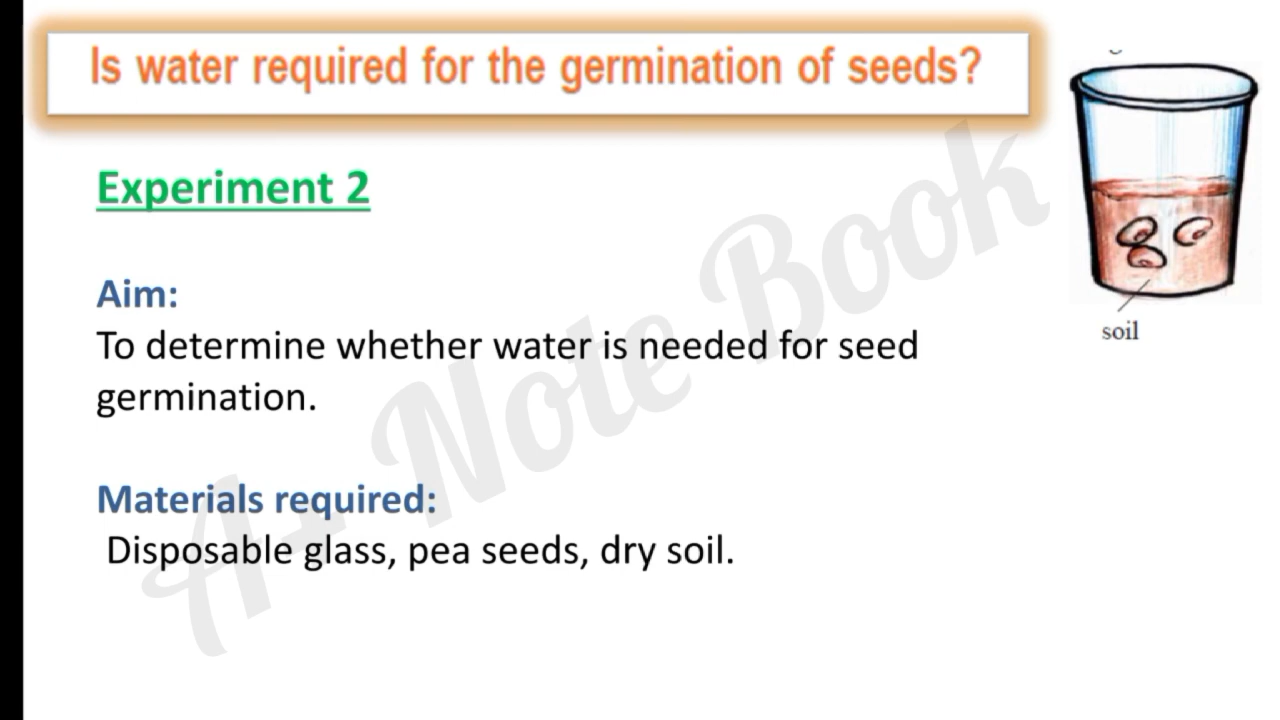 Is water required for the germination of seeds?
Experiment 2
Aim:
To determine whether water is needed for seed
germination.
Materials required:
Disposable glass, pea seeds, dry soil.
soil
A- Note Book